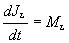 dJ_L/dt = M_L